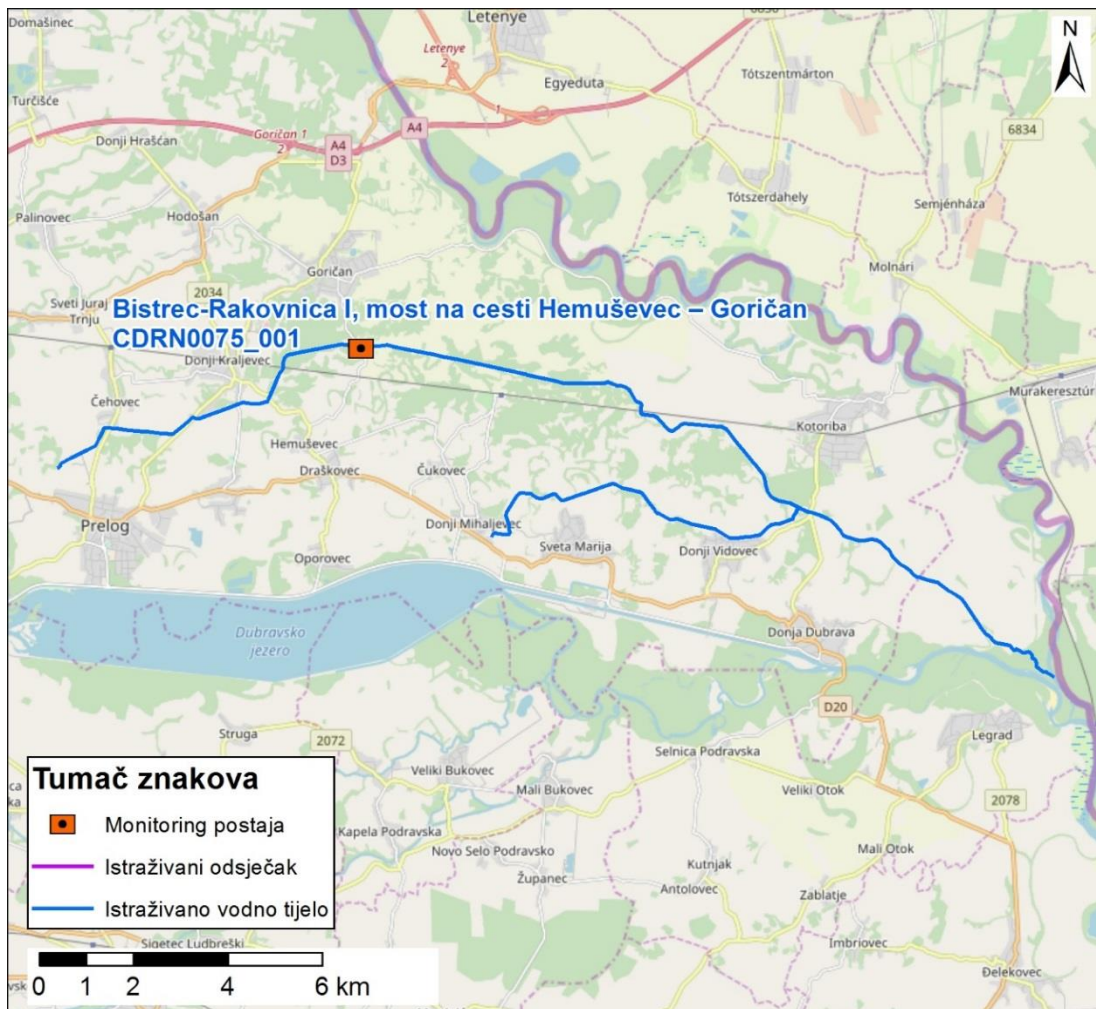 Domašinec
Letenye
6836
Letenye
2
N
Tótszentmárton
Egyeduta
Turčišće
1
A4
Goričan 1
2
A4
D3
6834
Donji Hrašćan
Tótszerdahely
Semjénháza
Palinovec
Hodošan
Molnári
Goričan
Sveti Juraj
Trnju
2034
Bistrec-Rakovnica I, most na cesti Hemuševec – Goričan
CDRN0075_001
Donji Kraljevec
Murakeresztúr
Čehovec
Kotoriba
Hemuševec
Draškovec
Čukovec
Prelog
Donji Mihaljevec
Sveta Marija
Donji Vidovec
Oporovec
Dubravsko
jezero
Donja Dubrava
D20
Struga
2072
Legrad
Selnica Podravska
Veliki Bukovec
Mali Bukovec
Veliki Otok
2078
Tumač znakova
Monitoring postaja
Istraživani odsječak
Istraživano vodno tijelo
Kapela Podravska
Novo Selo Podravsko
Mali Otok
Županec
Kutnjak
Antolovec
Zablatje
Sigetec Ludbreški
Imbriovec
Đelekovec
0 1 2 4 6 km